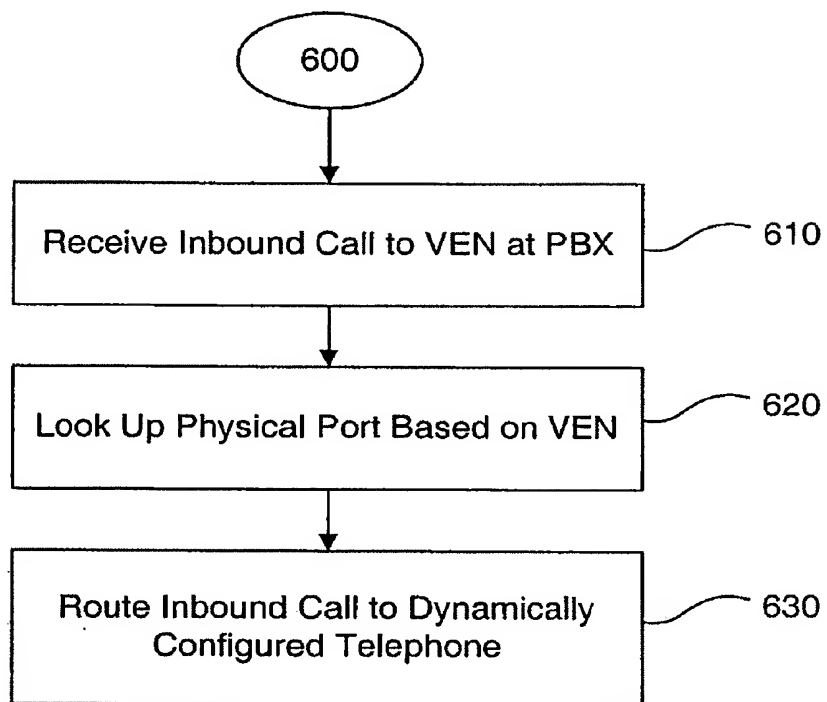 600
Receive Inbound Call to VEN at PBX
610
Look Up Physical Port Based on VEN
620
Route Inbound Call to Dynamically
Configured Telephone
630